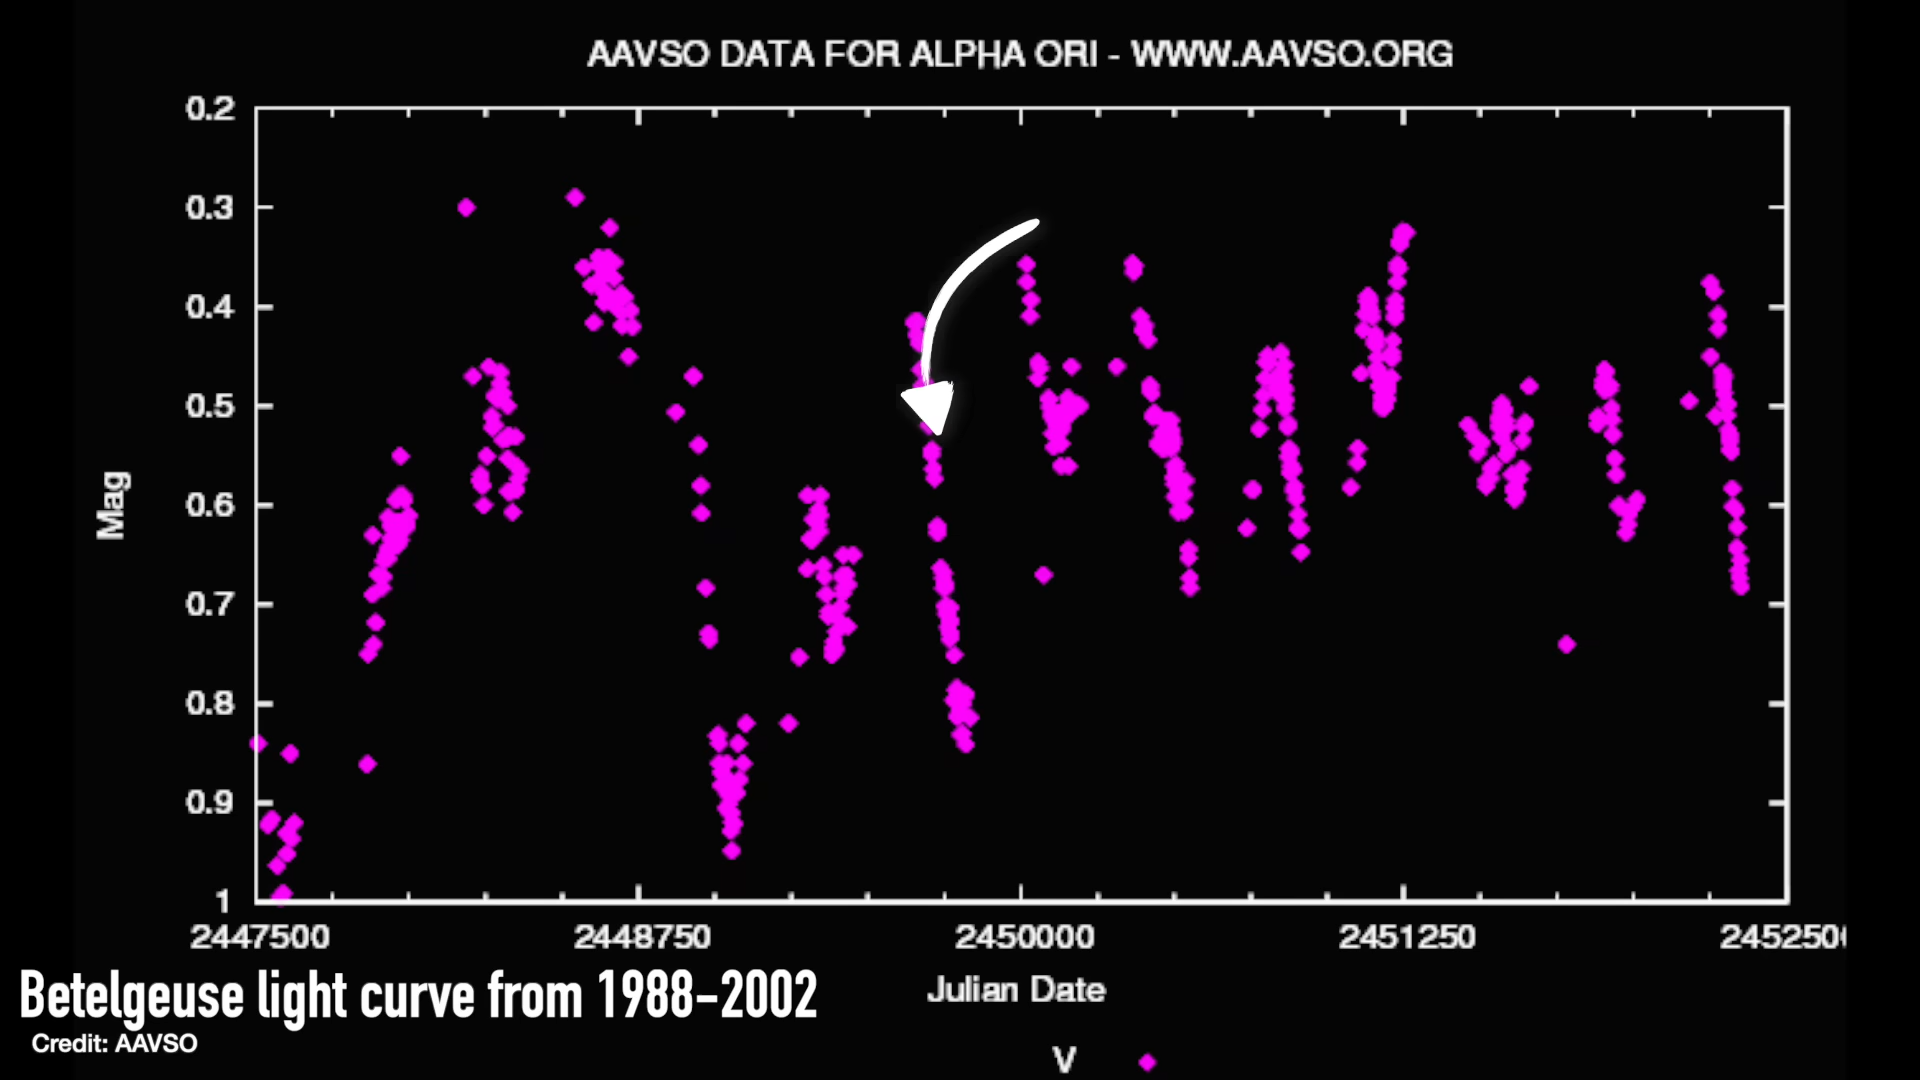 AAVSO DATA FOR ALPHA ORI - WWW.AAVSO.ORG
0.2
0.3
0.4
0.5
0.6
0.7
0.8
0.9
1
Mag
2447500 2448750 2450000 2451250 245250
Julian Date
V
Betelgeuse light curve from 1988-2002
Credit: AAVSO